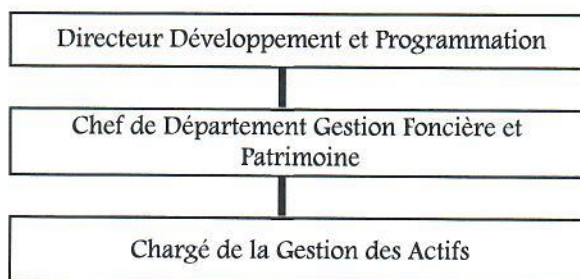 Directeur Développement et Programmation
Chef de Département Gestion Foncière et
Patrimoine
Chargé de la Gestion des Actifs